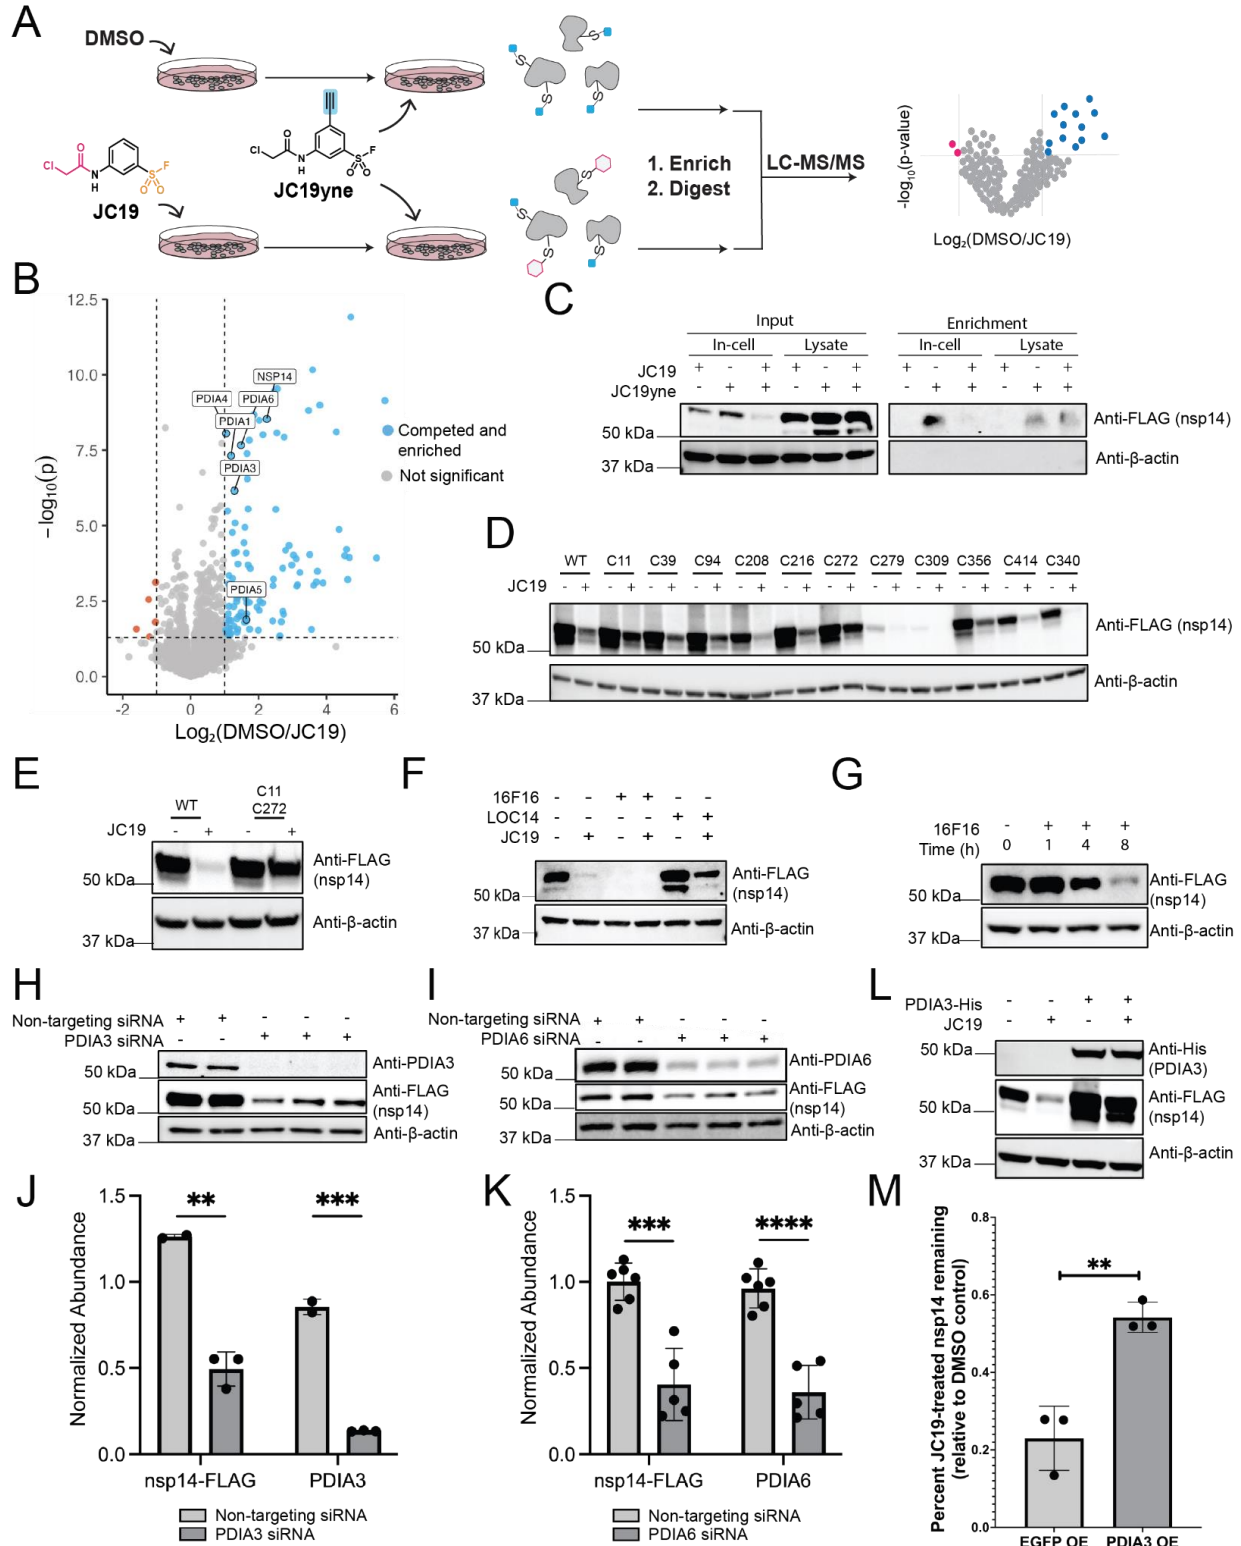 A
DMSO
JC19
JC19yne
Cl
O
N
H
S
F
O O
Cl
O
N
H
S
F
O O
S
S
S
S
S
S
S
1. Enrich
2. Digest
LC-MS/MS
-log10(p-value)
Log₂(DMSO/JC19)
B
12.5
10.0
7.5
5.0
2.5
0.0
-2 0 2 4 6
−log10(p)
Log₂(DMSO/JC19)
NSP14
PDIA4
PDIA6
PDIA1
PDIA3
PDIA5
Competed and
enriched
Not significant
C
Input Enrichment
In-cell Lysate In-cell Lysate
JC19 + - + + - + + - + + - +
JC19yne - + + - + + - + + - + +
50 kDa
Anti-FLAG (nsp14)
37 kDa
Anti-β-actin
D
WT C11 C39 C94 C208 C216 C272 C279 C309 C356 C414 C340
JC19 - + - + - + - + - + - + - + - + - + - + - + - +
50 kDa
Anti-FLAG (nsp14)
37 kDa
Anti-β-actin
E
WT
C11
C272
JC19 - + - +
50 kDa
Anti-FLAG
(nsp14)
Anti-β-actin
37 kDa
F
16F16 - - + + - -
LOC14 - - - - + +
JC19 - + - + - +
50 kDa
Anti-FLAG
(nsp14)
37 kDa
Anti-β-actin
G
16F16 - + + +
Time (h) 0 1 4 8
50 kDa
Anti-FLAG
(nsp14)
37 kDa
Anti-β-actin
H
Non-targeting siRNA + + - - -
PDIA3 siRNA - - + + +
50 kDa
Anti-PDIA3
50 kDa
Anti-FLAG
(nsp14)
37 kDa
Anti-β-actin
I
Non-targeting siRNA + + - - -
PDIA6 siRNA - - + + +
50 kDa
Anti-PDIA6
50 kDa
Anti-FLAG
(nsp14)
37 kDa
Anti-β-actin
L
PDIA3-His - - + +
JC19 - + - +
50 kDa
Anti-His
(PDIA3)
50 kDa
Anti-FLAG
(nsp14)
37 kDa
Anti-β-actin
J
Normalized Abundance
1.5
1.0
0.5
0.0
** ***
nsp14-FLAG PDIA3
Non-targeting siRNA
PDIA3 siRNA
K
Normalized Abundance
1.5
1.0
0.5
0.0
*** ****
nsp14-FLAG PDIA6
Non-targeting siRNA
PDIA6 siRNA
M
Percent JC19-treated nsp14 remaining
(relative to DMSO control)
0.8
0.6
0.4
0.2
0.0
**
EGFP OE PDIA3 OE